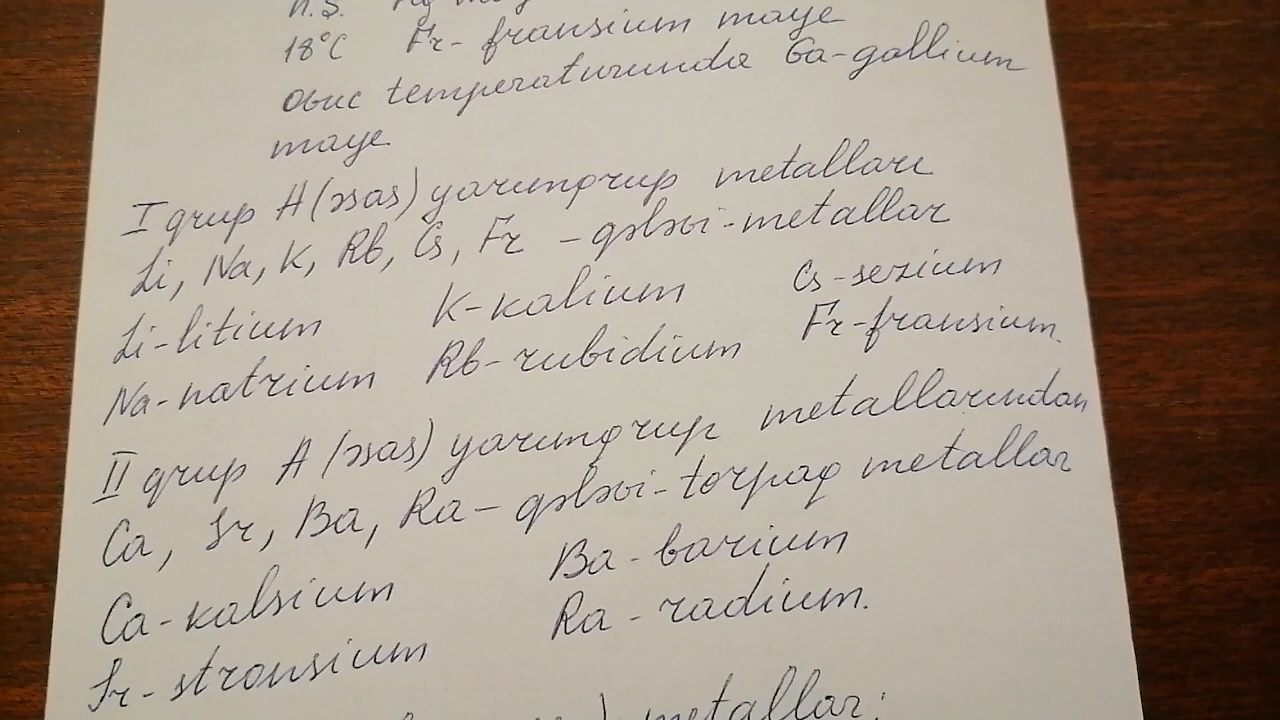 n.ş. Hg
18°C Fr- fransium maye
Otaq temperaturunda Ga-gallium
maye
I qrup A (əsas) yarımqrup metalları
Li, Na, K, Rb, Cs, Fr - qələvi-metallar
Li-litium K-kalium Cs-sezium
Na-natrium Rb-rubidium Fr-fransium.
II qrup A (əsas) yarımqrup metallarından
Ca, Sr, Ba, Ra- qələvi-torpaq metallar
Ca-kalsium Ba-barium
Sr-stronsium Ra-radium.
metallar: